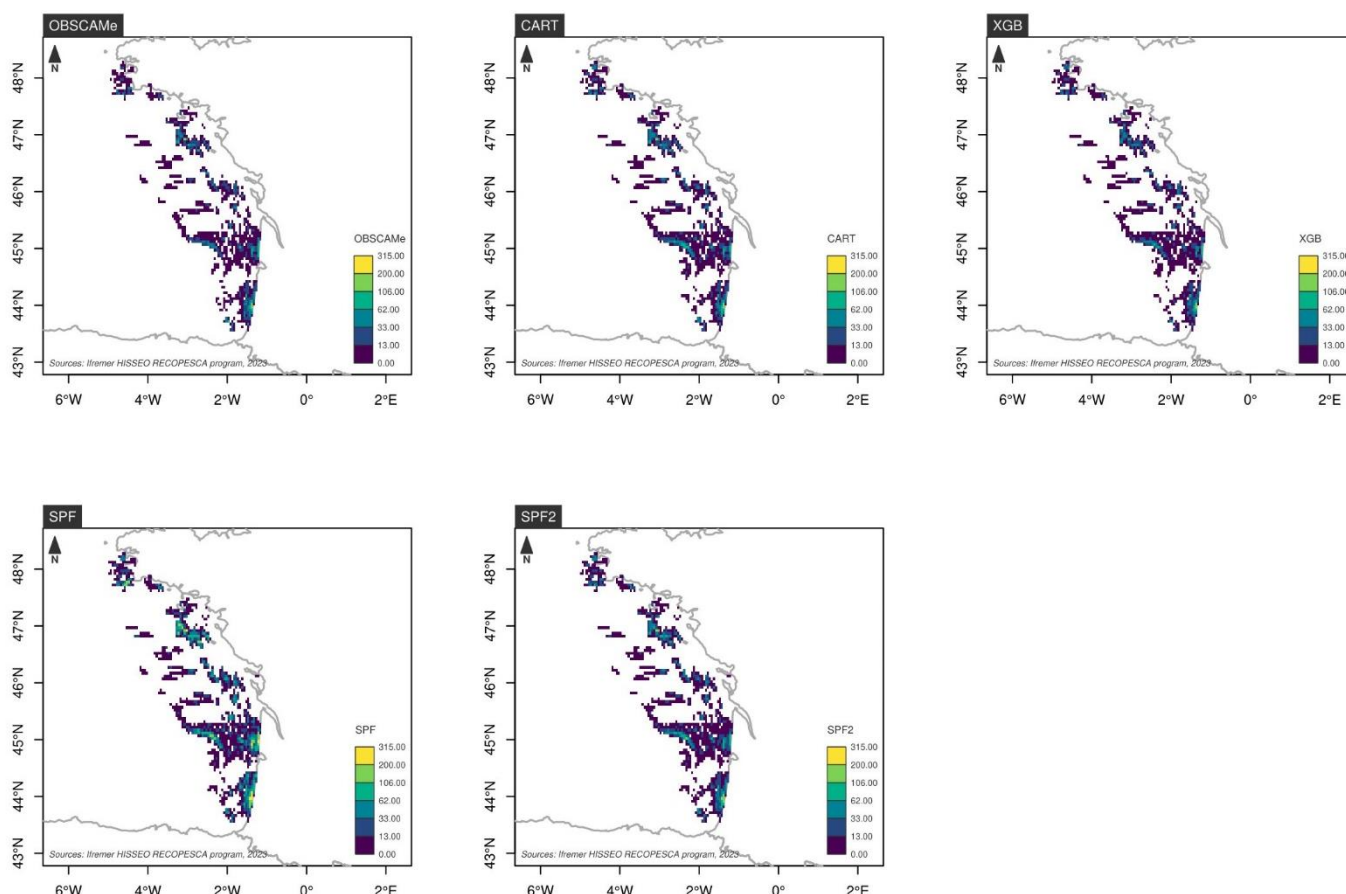 OBSCAMe
N
48°N
47°N
46°N
45°N
44°N
43°N
OBSCAMe
315.00
200.00
106.00
62.00
33.00
13.00
0.00
Sources: Ifremer HISSEO RECOPESCA program, 2023
6°W 4°W 2°W 0° 2°E
CART
N
48°N
47°N
46°N
45°N
44°N
43°N
CART
315.00
200.00
106.00
62.00
33.00
13.00
0.00
Sources: Ifremer HISSEO RECOPESCA program, 2023
6°W 4°W 2°W 0° 2°E
XGB
N
48°N
47°N
46°N
45°N
44°N
43°N
XGB
315.00
200.00
106.00
62.00
33.00
13.00
0.00
Sources: Ifremer HISSEO RECOPESCA program, 2023
6°W 4°W 2°W 0° 2°E
SPF
N
48°N
47°N
46°N
45°N
44°N
43°N
SPF
315.00
200.00
106.00
62.00
33.00
13.00
0.00
Sources: Ifremer HISSEO RECOPESCA program, 2023
6°W 4°W 2°W 0° 2°E
SPF2
N
48°N
47°N
46°N
45°N
44°N
43°N
SPF2
315.00
200.00
106.00
62.00
33.00
13.00
0.00
Sources: Ifremer HISSEO RECOPESCA program, 2023
6°W 4°W 2°W 0° 2°E